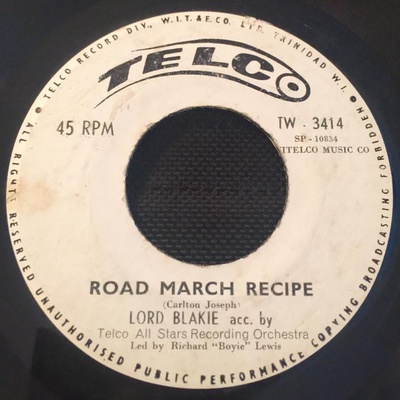 TELCO RECORD DIV., W.I.T. & E.CO. LTD. TRINIDAD W.I.
TELCO
45 RPM
TW - 3414
SP - 10834
ITELCO MUSIC CO
ROAD MARCH RECIPE
(Carlton Joseph)
LORD BLAKIE acc. by
Telco All Stars Recording Orchestra
Led by Richard "Boyie" Lewis
ALL RIGHTS RESERVED UNAUTHORISED PUBLIC PERFORMANCE COPYING BROADCASTING FORBIDDEN